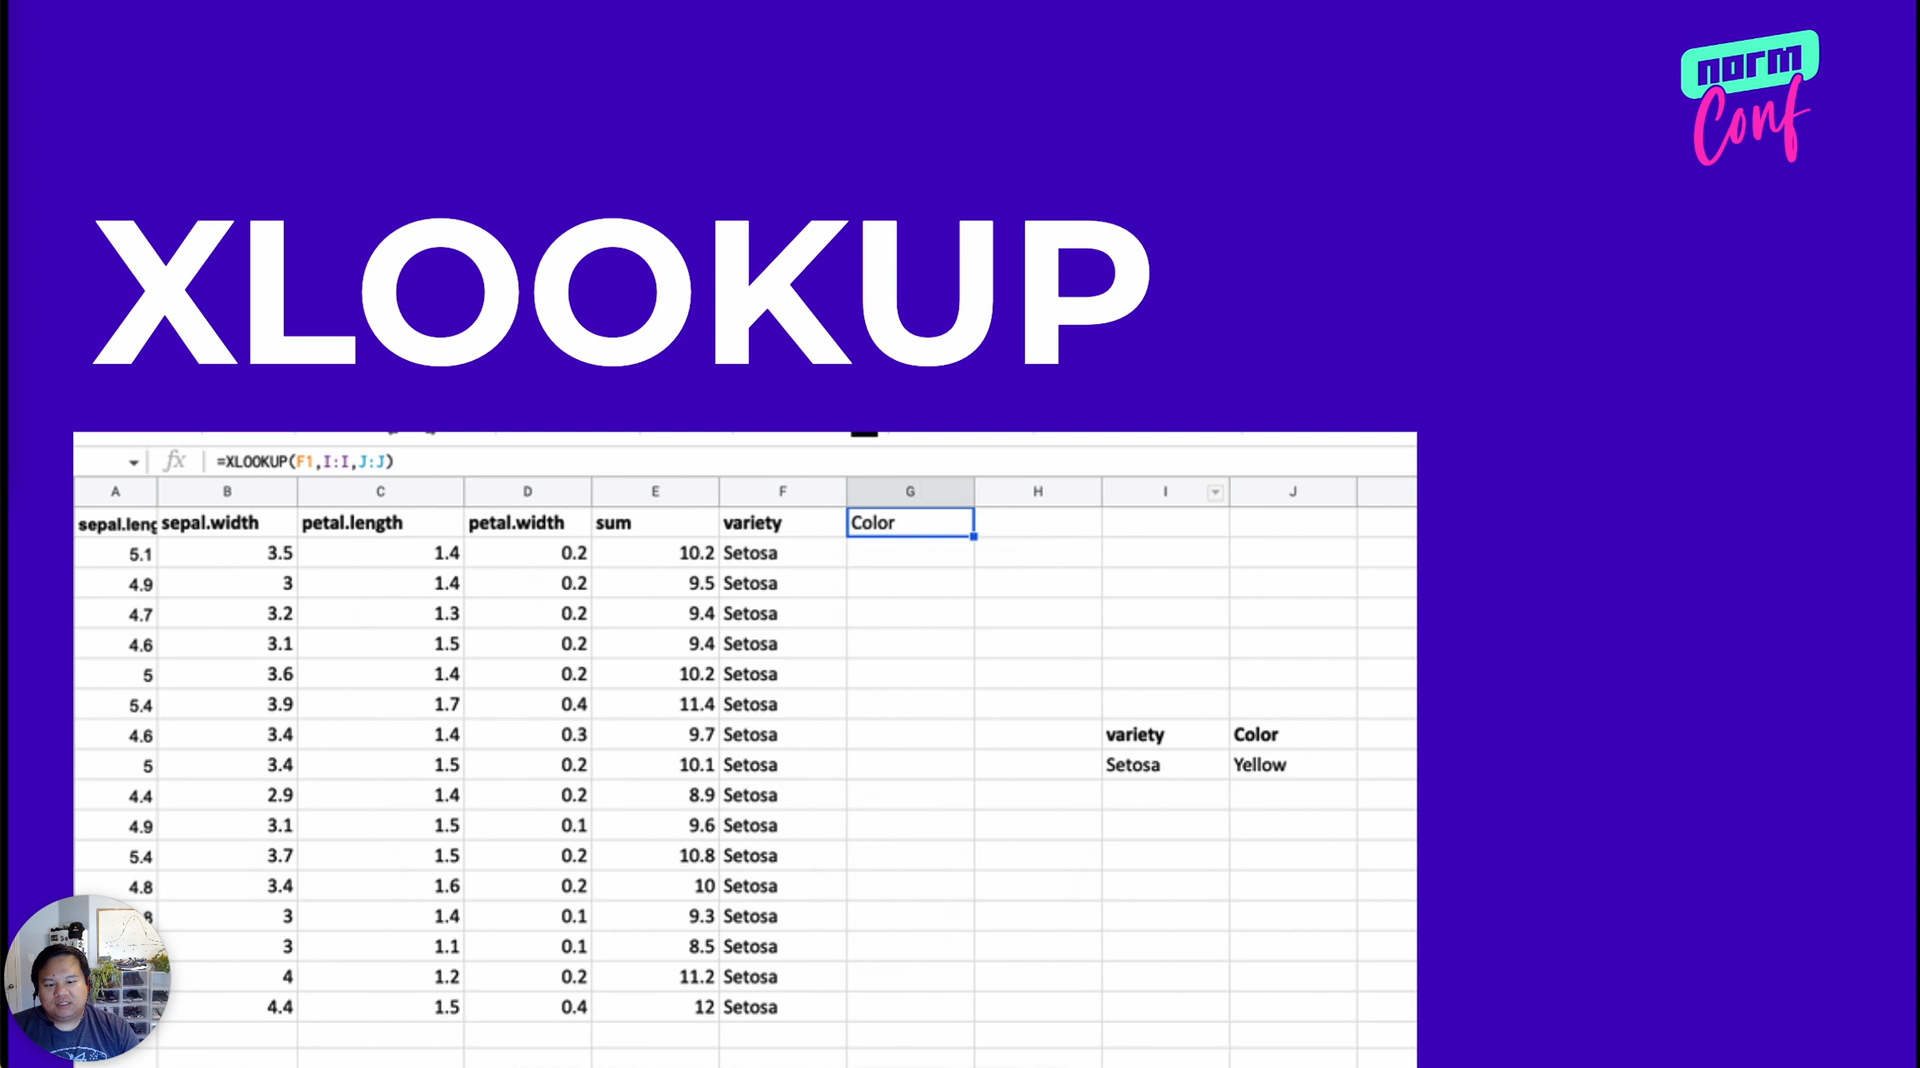 norm
Conf
XLOOKUP
fx =XLOOKUP(F1,I:I,J:J)
A B C D E F G H I J
sepal.leng sepal.width petal.length petal.width sum variety Color
5.1 3.5 1.4 0.2 10.2 Setosa
4.9 3 1.4 0.2 9.5 Setosa
4.7 3.2 1.3 0.2 9.4 Setosa
4.6 3.1 1.5 0.2 9.4 Setosa
5 3.6 1.4 0.2 10.2 Setosa
5.4 3.9 1.7 0.4 11.4 Setosa
4.6 3.4 1.4 0.3 9.7 Setosa variety Color
5 3.4 1.5 0.2 10.1 Setosa Setosa Yellow
4.4 2.9 1.4 0.2 8.9 Setosa
4.9 3.1 1.5 0.1 9.6 Setosa
5.4 3.7 1.5 0.2 10.8 Setosa
4.8 3.4 1.6 0.2 10 Setosa
8 3 1.4 0.1 9.3 Setosa
3 1.1 0.1 8.5 Setosa
4 1.2 0.2 11.2 Setosa
4.4 1.5 0.4 12 Setosa